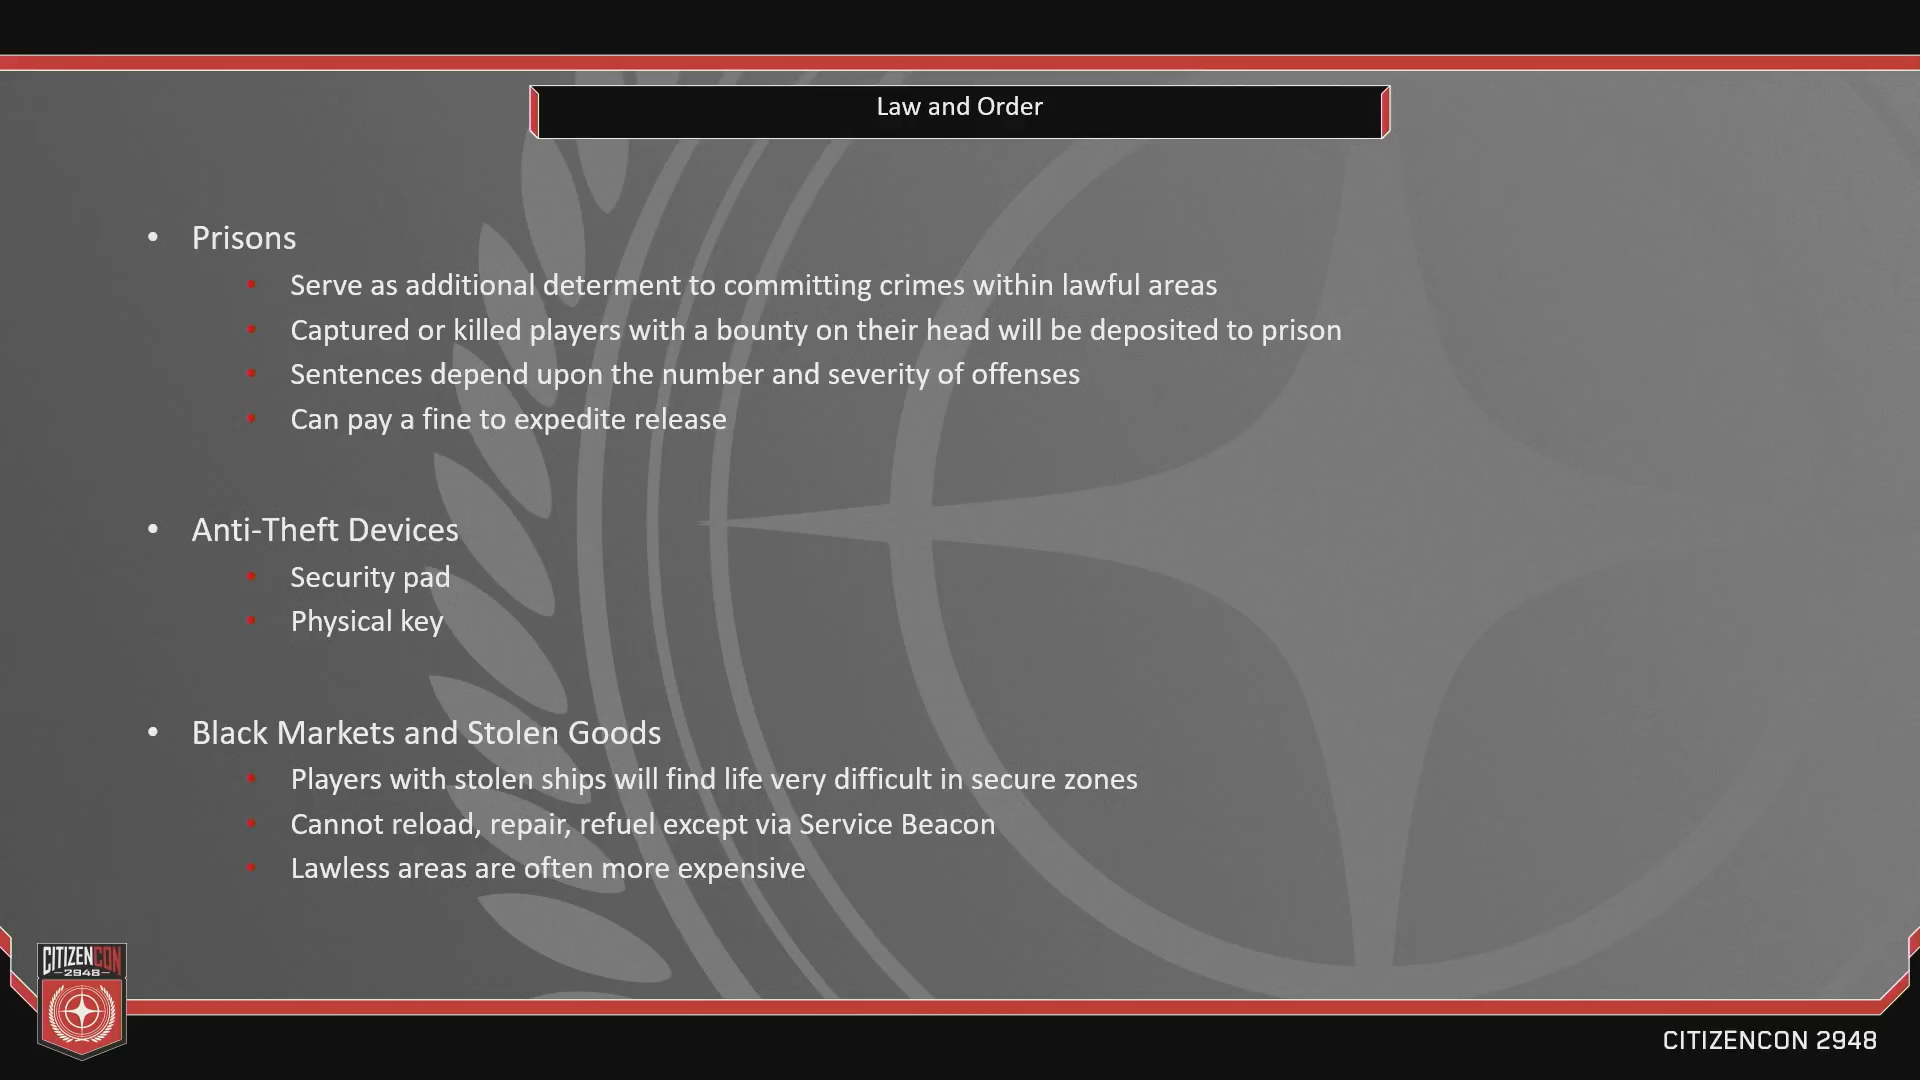 Law and Order
• Prisons
• Serve as additional determent to committing crimes within lawful areas
• Captured or killed players with a bounty on their head will be deposited to prison
• Sentences depend upon the number and severity of offenses
• Can pay a fine to expedite release
• Anti-Theft Devices
• Security pad
• Physical key
• Black Markets and Stolen Goods
• Players with stolen ships will find life very difficult in secure zones
• Cannot reload, repair, refuel except via Service Beacon
• Lawless areas are often more expensive
CITIZENCON
2948
CITIZENCON 2948